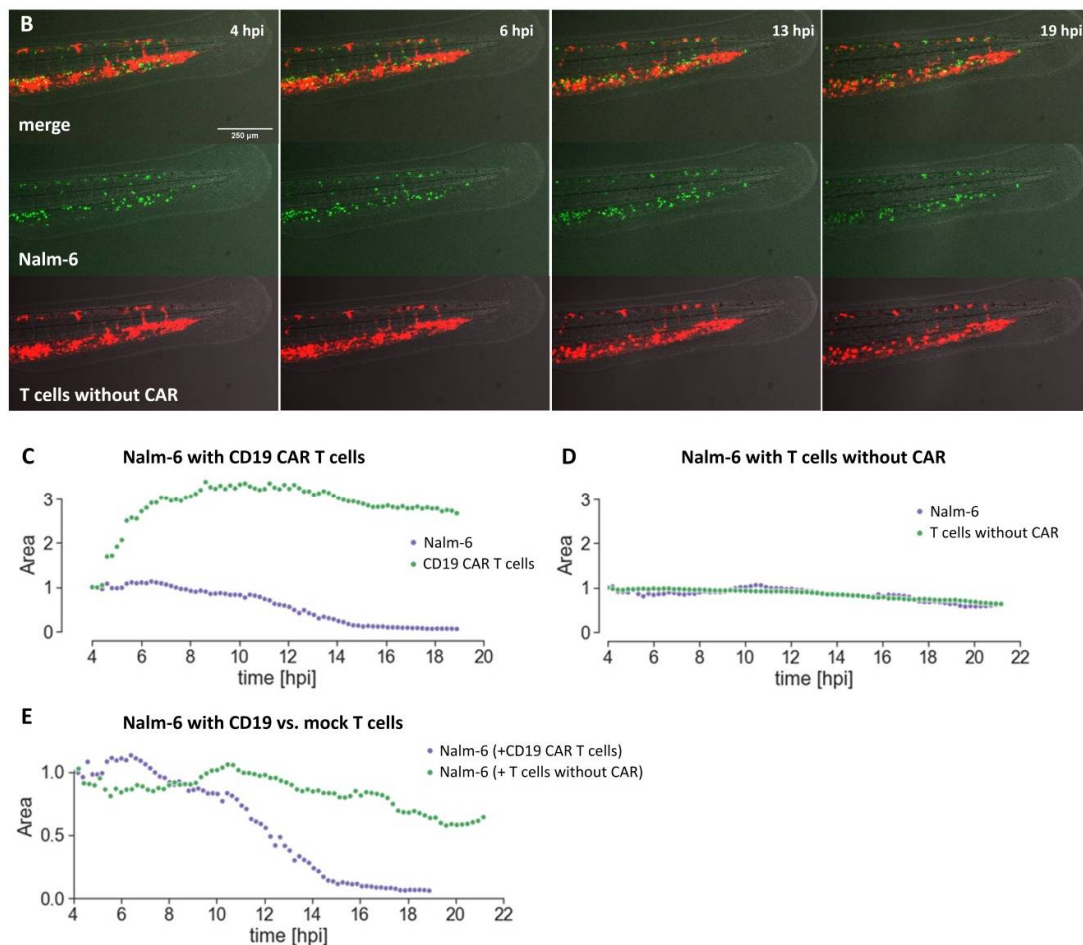 B
4 hpi
6 hpi
13 hpi
19 hpi
merge
250 µm
Nalm-6
T cells without CAR
C
Nalm-6 with CD19 CAR T cells
3
2
1
0
Area
Nalm-6
CD19 CAR T cells
4 6 8 10 12 14 16 18 20
time [hpi]
D
Nalm-6 with T cells without CAR
3
2
1
0
Area
Nalm-6
T cells without CAR
4 6 8 10 12 14 16 18 20 22
time [hpi]
E
Nalm-6 with CD19 vs. mock T cells
1.0
0.5
0.0
Area
Nalm-6 (+CD19 CAR T cells)
Nalm-6 (+ T cells without CAR)
4 6 8 10 12 14 16 18 20 22
time [hpi]